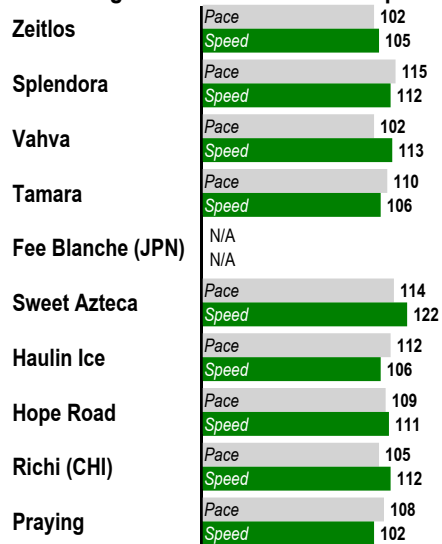 Zeitlos
Pace 102
Speed 105
Splendora
Pace 115
Speed 112
Vahva
Pace 102
Speed 113
Tamara
Pace 110
Speed 106
Fee Blanche (JPN)
N/A
N/A
Sweet Azteca
Pace 114
Speed 122
Haulin Ice
Pace 112
Speed 106
Hope Road
Pace 109
Speed 111
Richi (CHI)
Pace 105
Speed 112
Praying
Pace 108
Speed 102